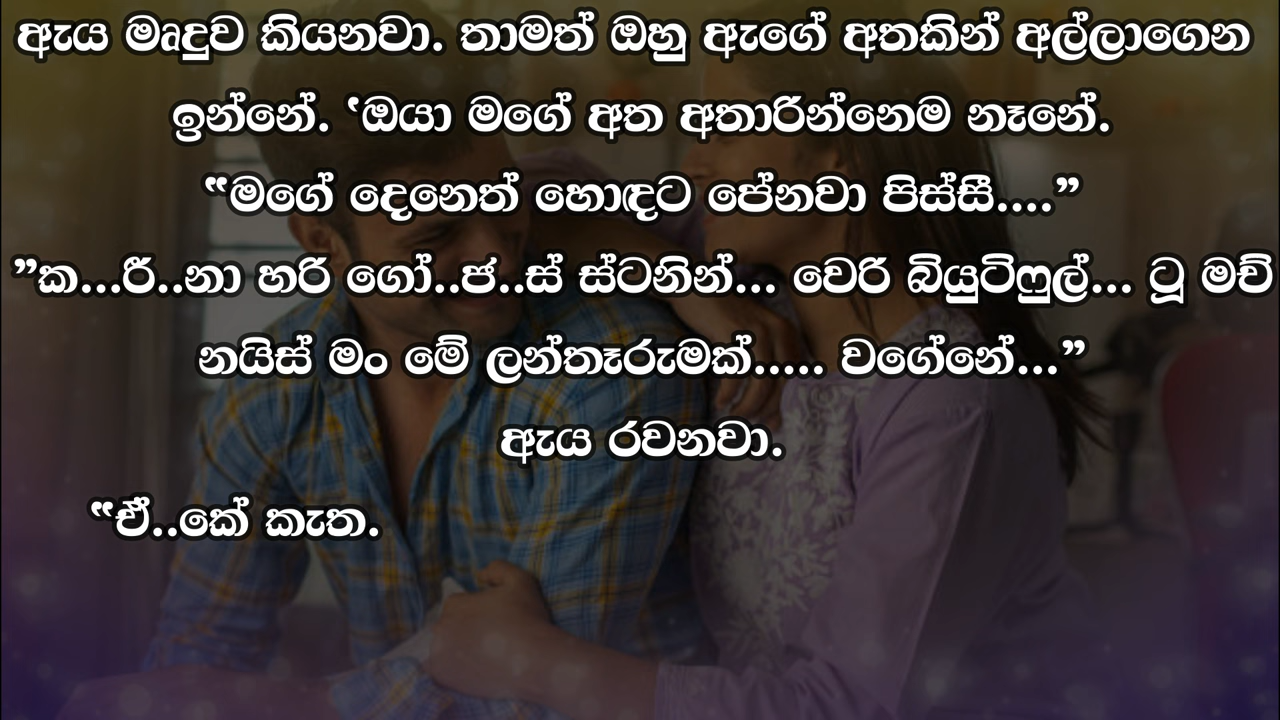 ඇය මෘදුව කියනවා. තාමත් ඔහු ඇගේ අතකින් අල්ලාගෙන
ඉන්නේ. ‘ඔයා මගේ අත අතාරින්නෙම නෑනේ.
“මගේ දෙනෙත් හොඳට පේනවා පිස්සී....”
”ක...රී..නා හරි ගෝ..ජ..ස් ස්ටනින්... වෙරි බියුටිෆුල්... ටූ මච්
නයිස් මං මේ ලන්තෑරුමක්..... වගේනේ...”
ඇය රවනවා.
“ඒ..කේ කැත.